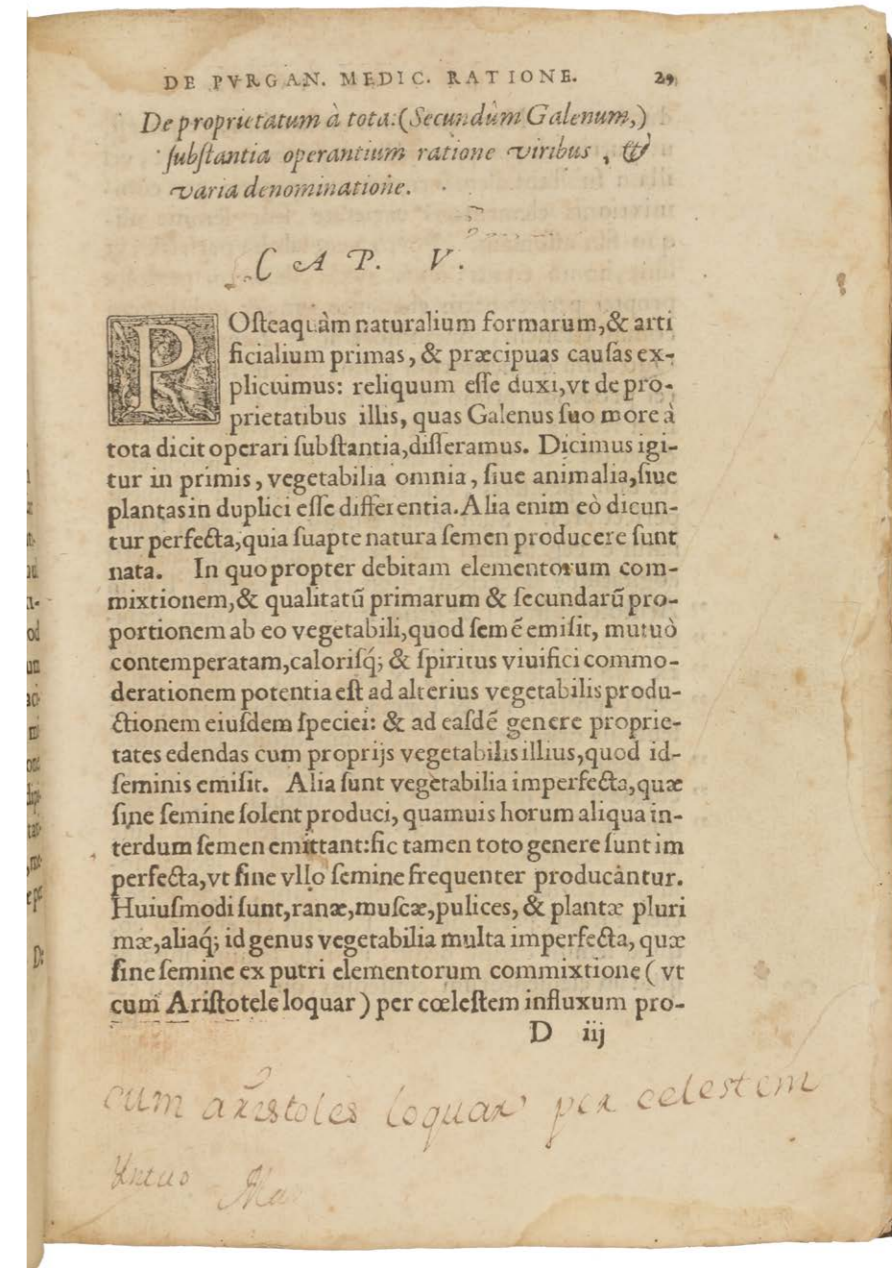 DE PVRGAN. MEDIC. RATIONE. 29
De proprietatum à tota: (Secundùm Galenum,)
ſubſtantia operantium ratione viribus, &
varia denominatione.
CAP. V.
POſteaquàm naturalium formarum, & arti
ficialium primas, & præcipuas cauſas ex-
plicuimus: reliquum eſſe duxi, vt de pro-
prietatibus illis, quas Galenus ſuo more à
tota dicit operari ſubſtantia, diſſeramus. Dicimus igi-
tur in primis, vegetabilia omnia, ſiue animalia, ſiue
plantas in duplici eſſe differentia. Alia enim eò dicun-
tur perfecta, quia ſuapte natura ſemen producere ſunt
nata. In quo propter debitam elementorum com-
mixtionem, & qualitatũ primarum & ſecundarũ pro-
portionem ab eo vegetabili, quod ſemẽ emiſit, mutuò
contemperatam, caloriſq́; & ſpiritus viuifici commo-
derationem potentia eſt ad alterius vegetabilis produ-
ctionem eiuſdem ſpeciei: & ad eaſdẽ genere proprie-
tates edendas cum proprijs vegetabilis illius, quod id-
ſeminis emiſit. Alia ſunt vegetabilia imperfecta, quæ
ſine ſemine ſolent produci, quamuis horum aliqua in-
terdum ſemen emittant: ſic tamen toto genere ſunt im
perfecta, vt ſine vllo ſemine frequenter producàntur.
Huiuſmodi ſunt, ranæ, muſcæ, pulices, & plantæ pluri
mæ, aliaq́; id genus vegetabilia multa imperfecta, quæ
ſine ſemine ex putri elementorum commixtione (vt
cum Ariſtotele loquar) per cœleſtem influxum pro-
D iij
cum aristoles loquar per celestem